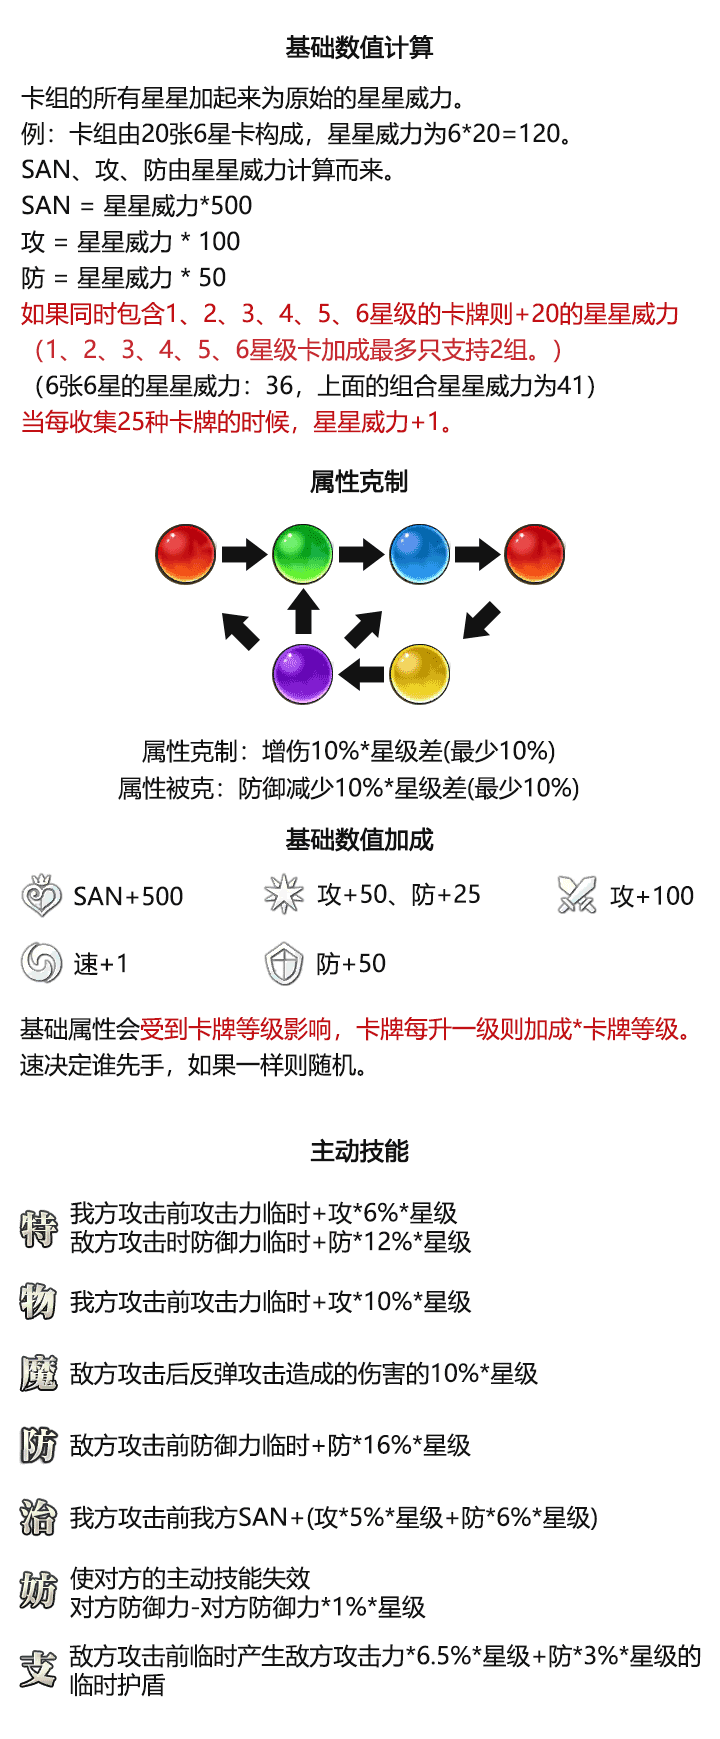 基础数值计算
卡组的所有星星加起来为原始的星星威力。
例：卡组由20张6星卡构成，星星威力为6*20=120。
SAN、攻、防由星星威力计算而来。
SAN = 星星威力*500
攻 = 星星威力 * 100
防 = 星星威力 * 50
如果同时包含1、2、3、4、5、6星级的卡牌则+20的星星威力
（1、2、3、4、5、6星级卡加成最多只支持2组。）
（6张6星的星星威力：36，上面的组合星星威力为41）
当每收集25种卡牌的时候，星星威力+1。
属性克制
属性克制：增伤10%*星级差(最少10%)
属性被克：防御减少10%*星级差(最少10%)
基础数值加成
SAN+500 攻+50、防+25 攻+100
速+1 防+50
基础属性会受到卡牌等级影响，卡牌每升一级则加成*卡牌等级。
速决定谁先手，如果一样则随机。
主动技能
特 我方攻击前攻击力临时+攻*6%*星级
敌方攻击时防御力临时+防*12%*星级
物 我方攻击前攻击力临时+攻*10%*星级
魔 敌方攻击后反弹攻击造成的伤害的10%*星级
防 敌方攻击前防御力临时+防*16%*星级
治 我方攻击前我方SAN+(攻*5%*星级+防*6%*星级)
妨 使对方的主动技能失效
对方防御力-对方防御力*1%*星级
支 敌方攻击前临时产生敌方攻击力*6.5%*星级+防*3%*星级的
临时护盾